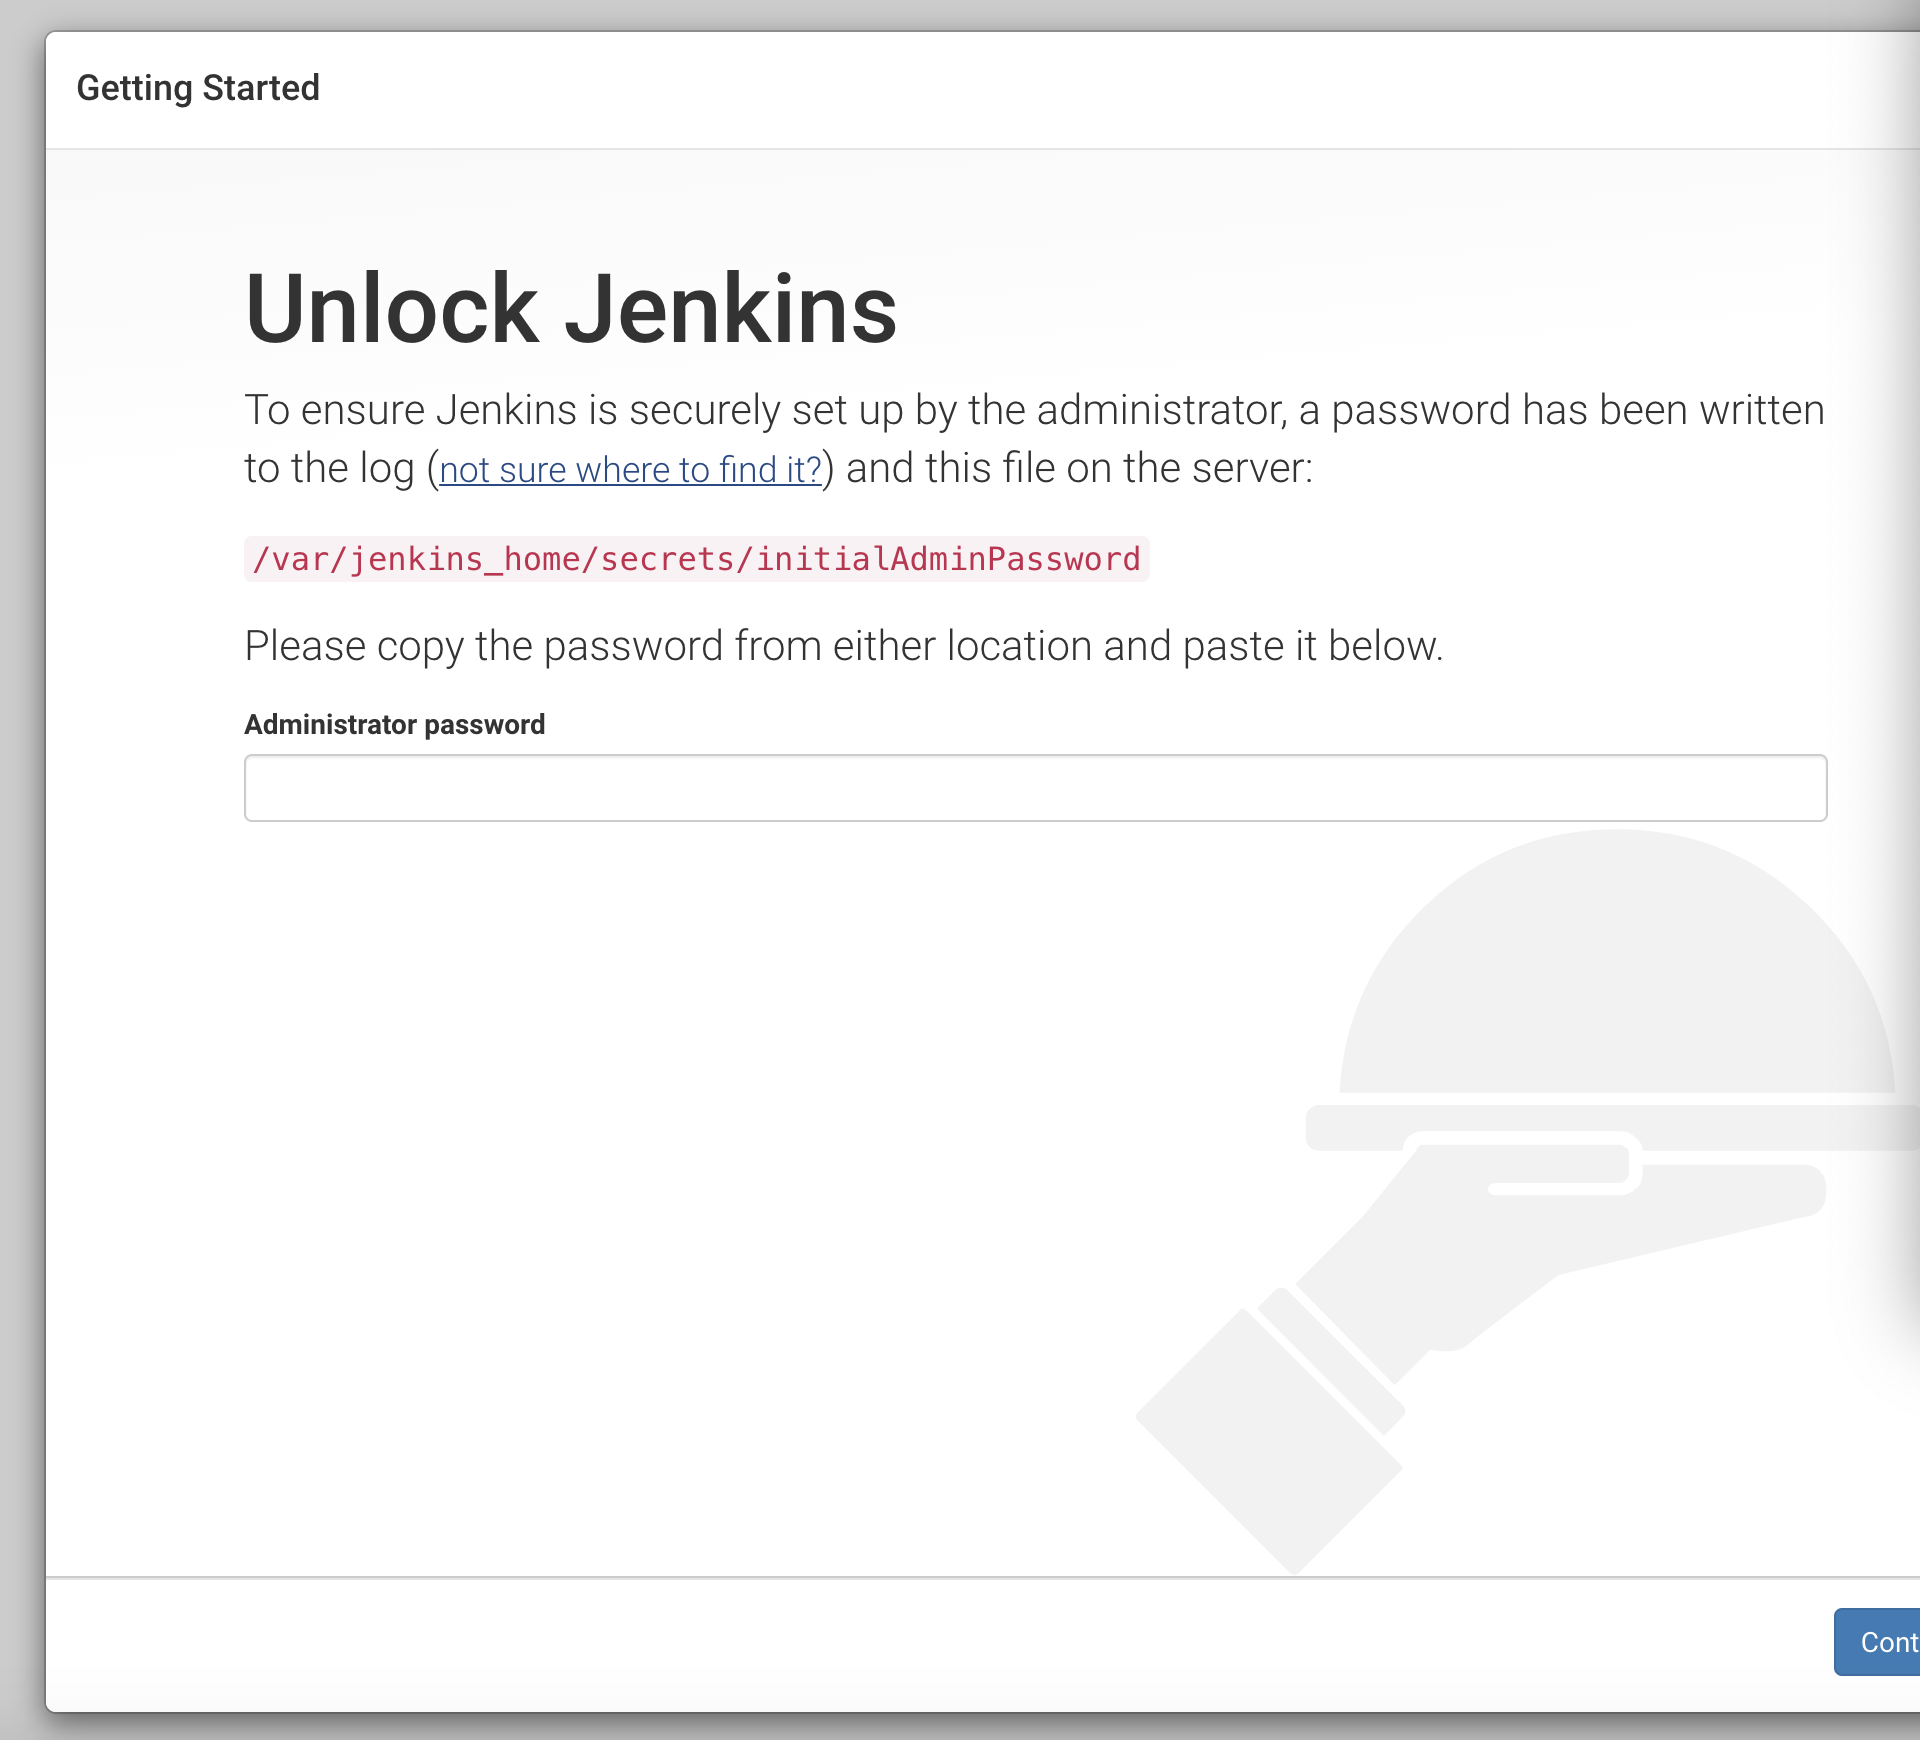 Getting Started
Unlock Jenkins
To ensure Jenkins is securely set up by the administrator, a password has been written
to the log (not sure where to find it?) and this file on the server:
/var/jenkins_home/secrets/initialAdminPassword
Please copy the password from either location and paste it below.
Administrator password
Cont